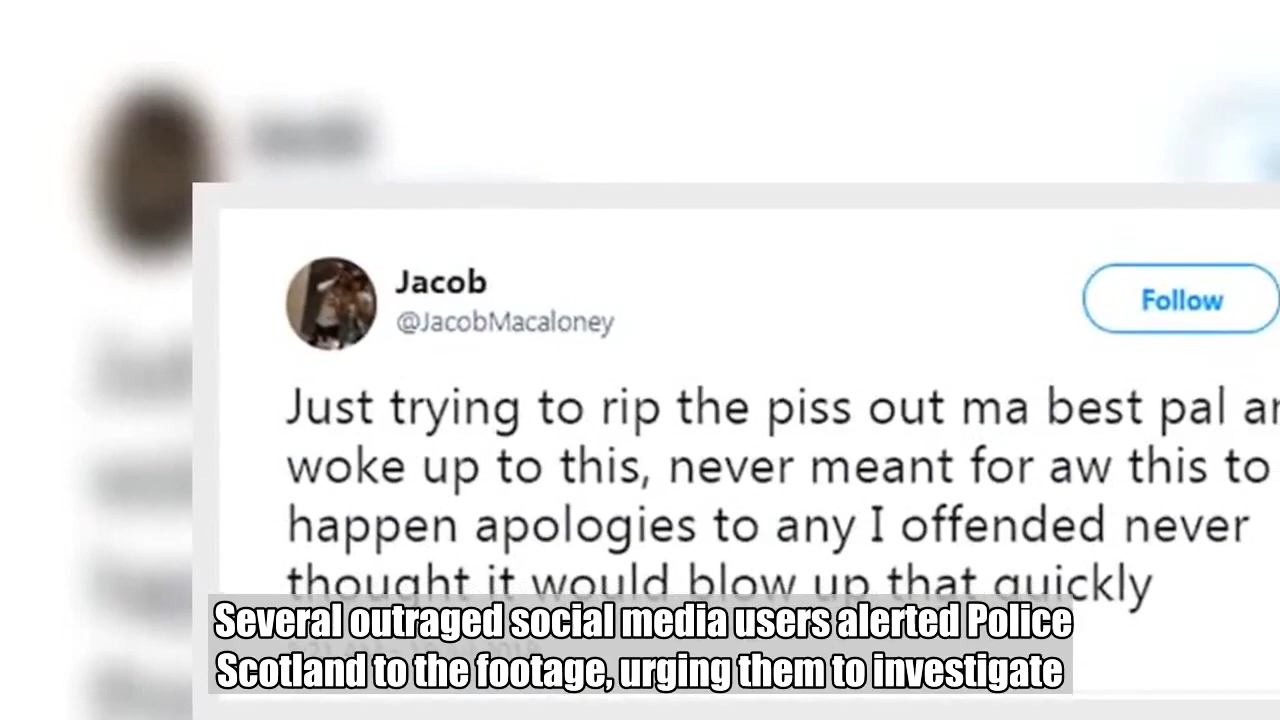 Jacob
@JacobMacaloney
Follow
Just trying to rip the piss out ma best pal
woke up to this, never meant for aw this to
happen apologies to any I offended never
thought it would blow up that quickly
Several outraged social media users alerted Police
Scotland to the footage, urging them to investigate